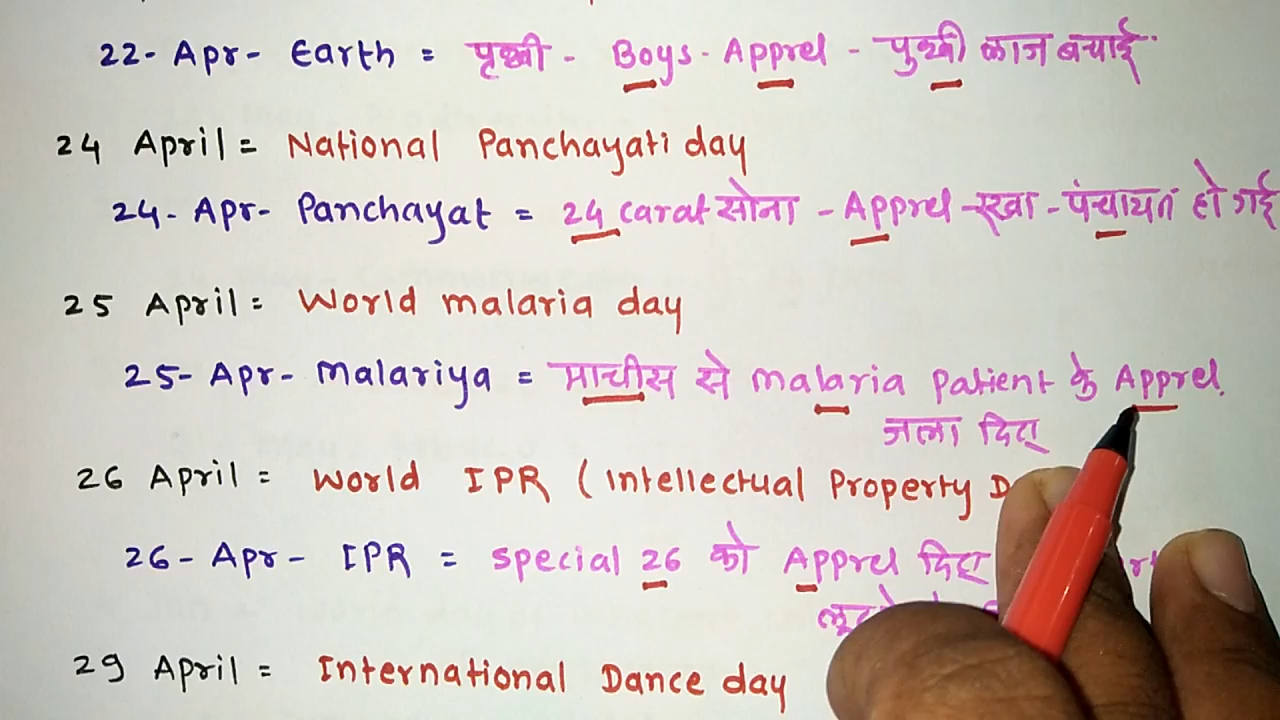 22- Apr- Earth = पृथ्वी - Boys - Apprel - पृथ्वी लाज बचाई
24 April = National Panchayati day
24- Apr- Panchayat = 24 carat सोना - Apprel - रखा - पंचायत हो गई
25 April = World malaria day
25- Apr- Malariya = माचीस से malaria patient के Apprel
जला दिए
26 April = World IPR (Intellectual Property D
26- Apr- IPR = special 26 को Apprel दिए
29 April = International Dance day